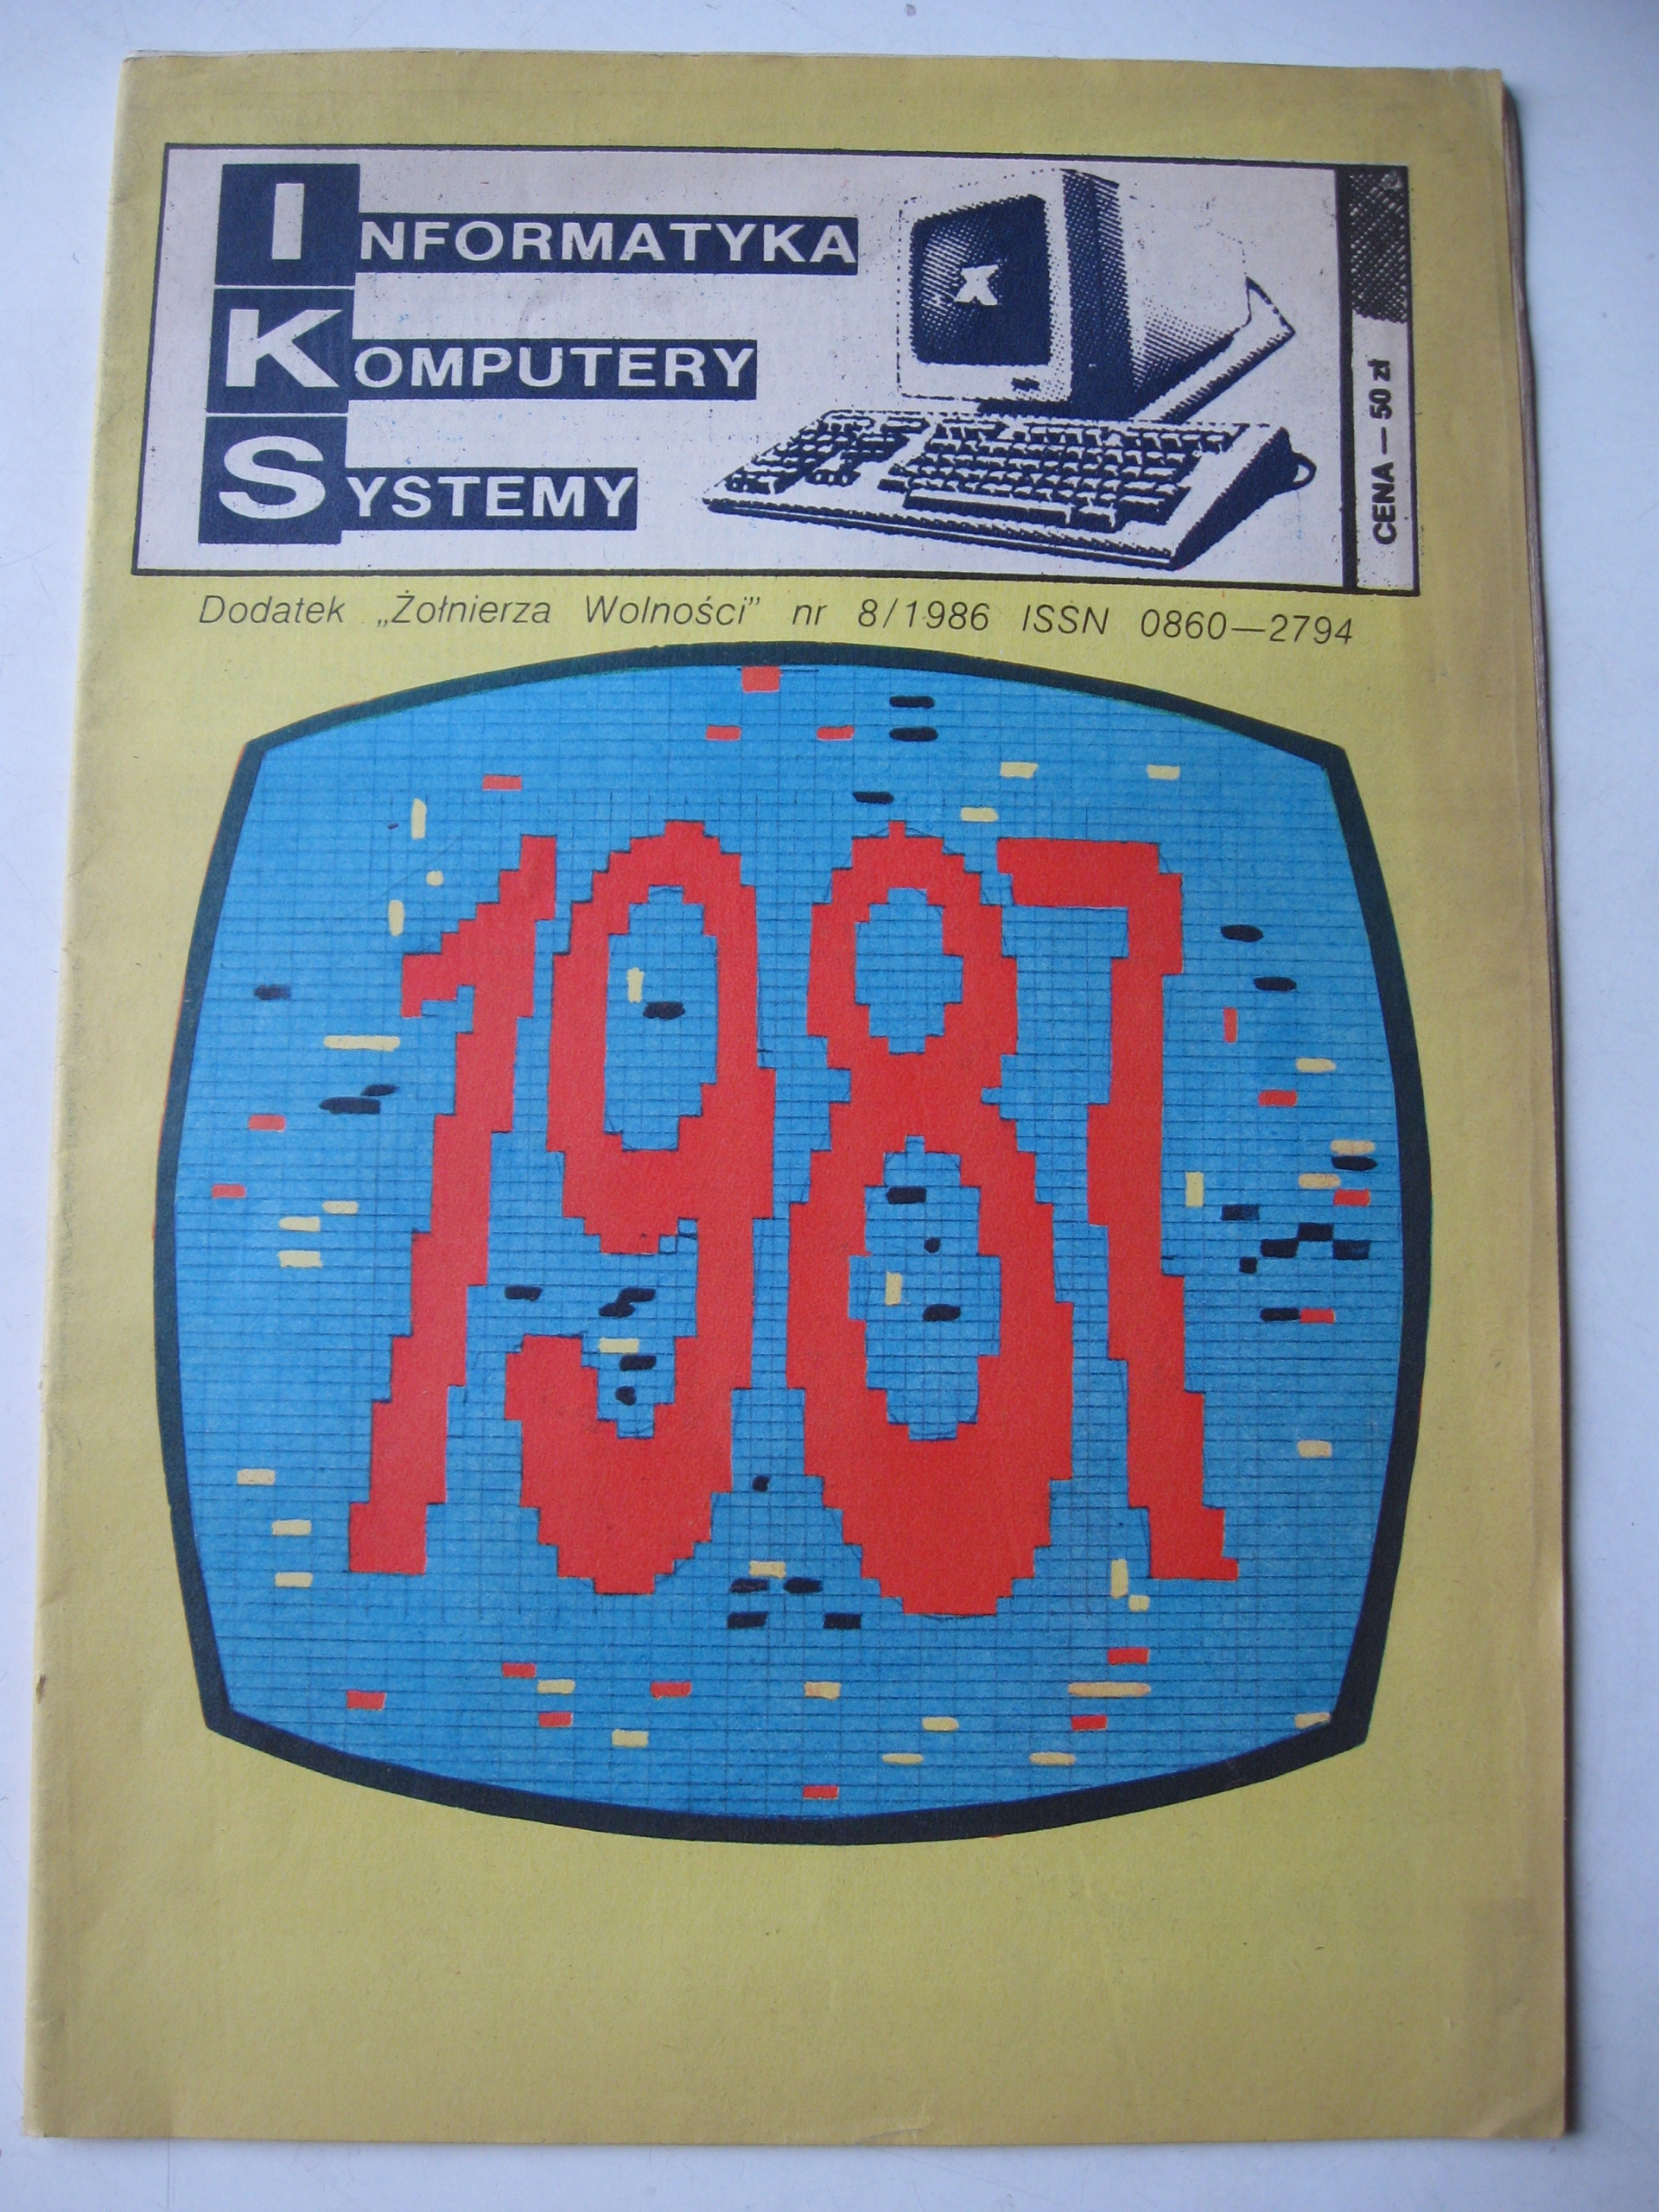 INFORMATYKA
KOMPUTERY
SYSTEMY
x
CENA — 50 zł
Dodatek „Żołnierza Wolności” nr 8/1986 ISSN 0860—2794
1987